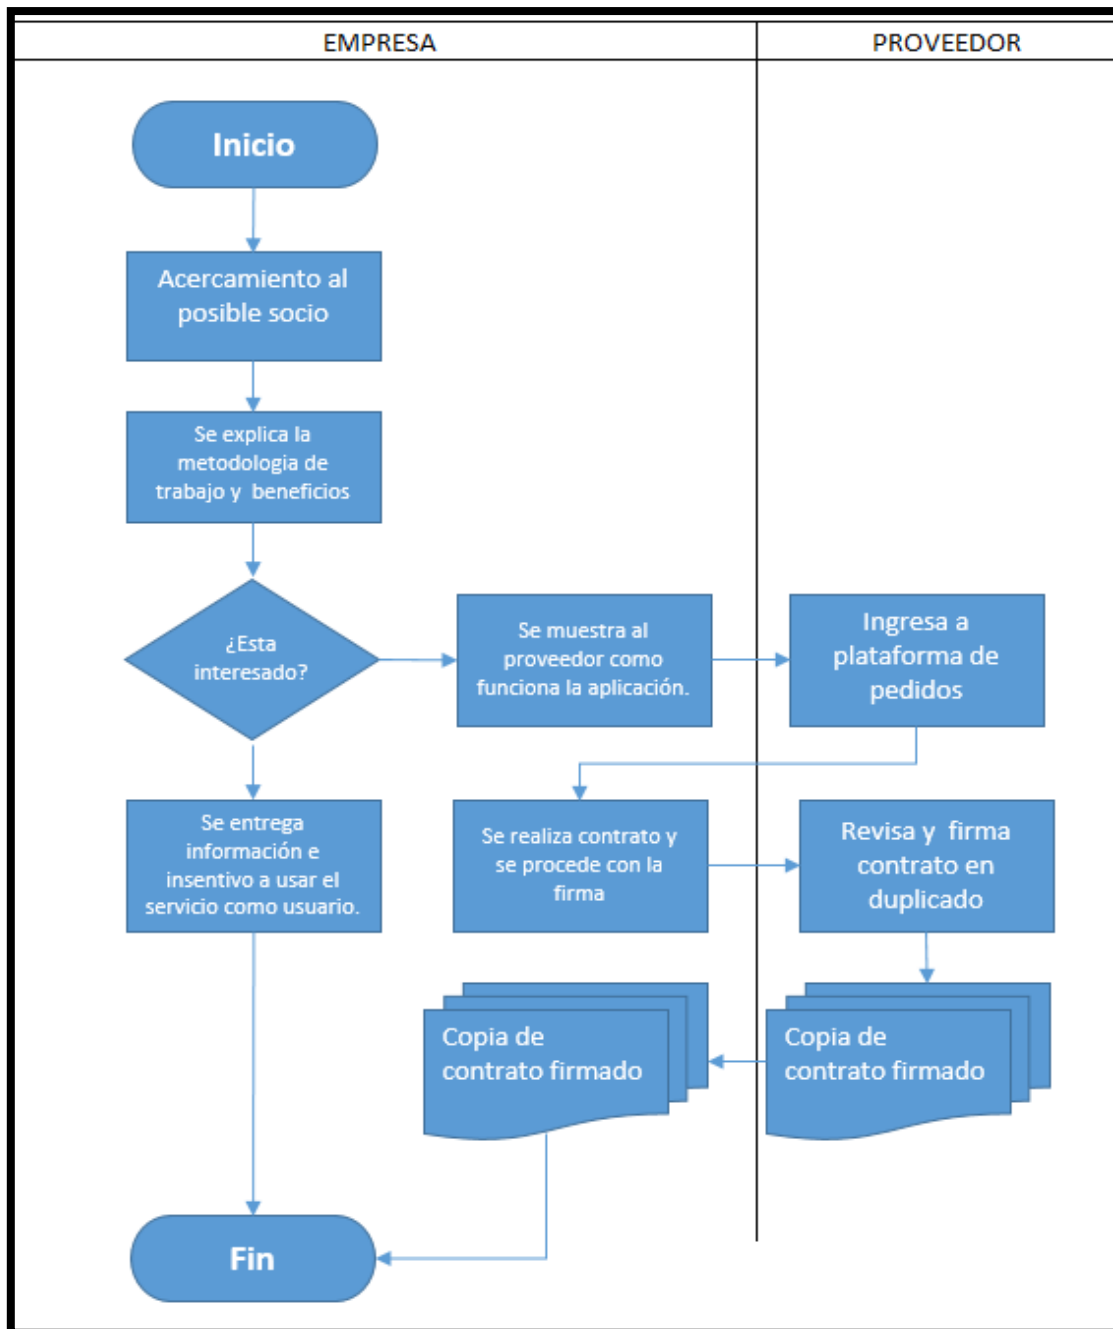 EMPRESA
PROVEEDOR
Inicio
Acercamiento al
posible socio
Se explica la
metodologia de
trabajo y beneficios
¿Esta
interesado?
Se muestra al
proveedor como
funciona la aplicación.
Ingresa a
plataforma de
pedidos
Se entrega
información e
insentivo a usar el
servicio como usuario.
Se realiza contrato y
se procede con la
firma
Revisa y firma
contrato en
duplicado
Copia de
contrato firmado
Copia de
contrato firmado
Fin